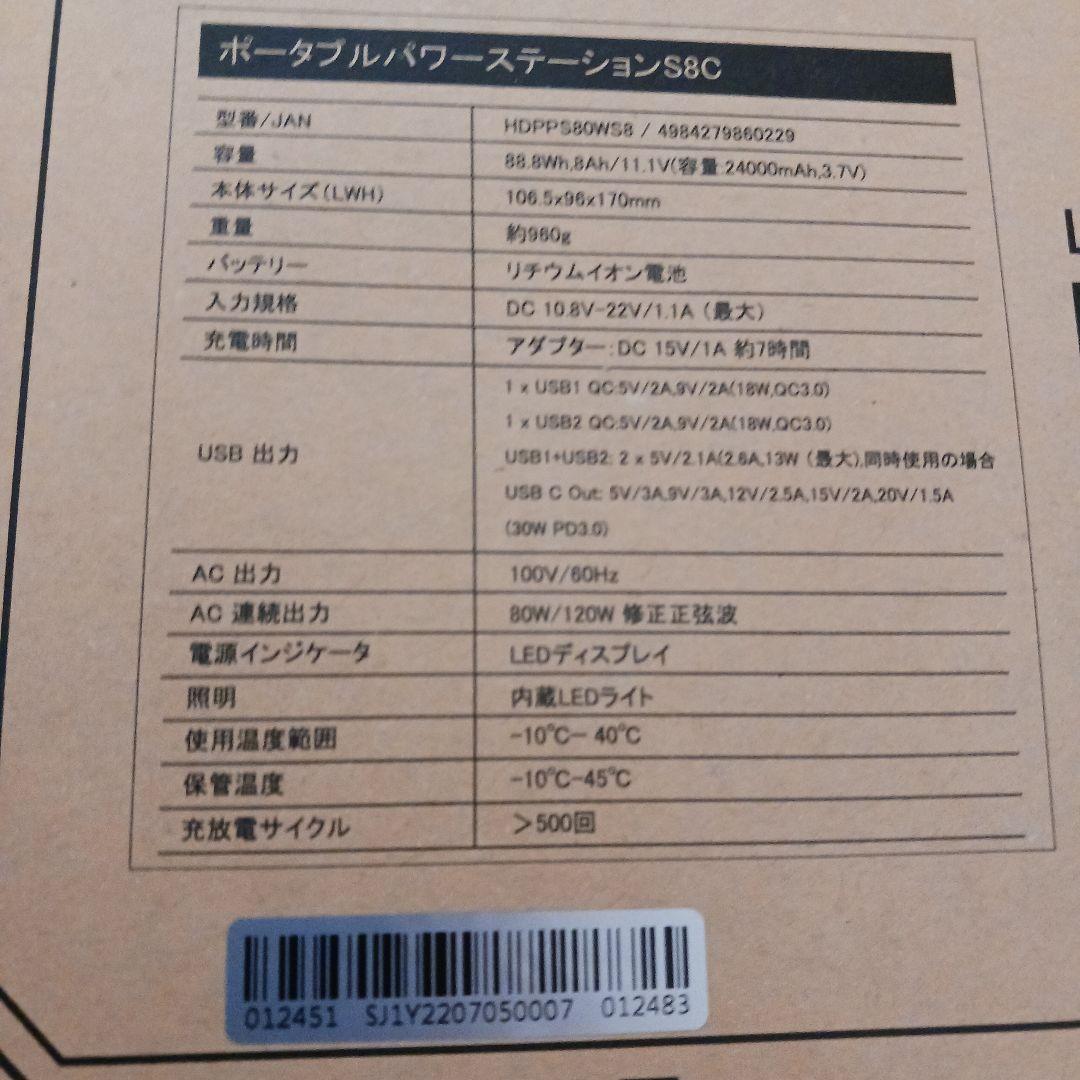 ポータブルパワーステーションS8C
型番/JAN HDPPS80WS8 / 4984279860229
容量 88.8Wh,8Ah/11.1V(容量:24000mAh,3.7V)
本体サイズ(LWH) 106.5x96x170mm
重量 約960g
バッテリー リチウムイオン電池
入力規格 DC 10.8V-22V/1.1A (最大)
充電時間 アダプター:DC 15V/1A 約7時間
USB 出力 1 x USB1 QC:5V/2A,9V/2A(18W,QC3.0)
1 x USB2 QC:5V/2A,9V/2A(18W,QC3.0)
USB1+USB2: 2 x 5V/2.1A(2.6A,13W (最大),同時使用の場合
USB C Out: 5V/3A,9V/3A,12V/2.5A,15V/2A,20V/1.5A
(30W PD3.0)
AC 出力 100V/60Hz
AC 連続出力 80W/120W 修正正弦波
電源インジケータ LEDディスプレイ
照明 内蔵LEDライト
使用温度範囲 -10℃- 40℃
保管温度 -10℃-45℃
充放電サイクル >500回
012451 SJ1Y2207050007 012483